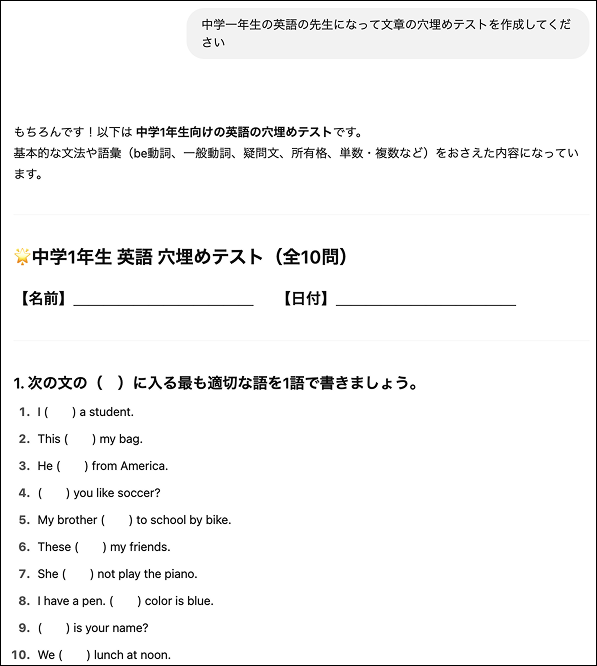 中学一年生の英語の先生になって文章の穴埋めテストを作成してくだ
さい
もちろんです！以下は 中学1年生向けの英語の穴埋めテストです。
基本的な文法や語彙（be動詞、一般動詞、疑問文、所有格、単数・複数など）をおさえた内容になってい
ます。
🌟中学1年生 英語 穴埋めテスト（全10問）
【名前】________________________ 【日付】________________________
1. 次の文の（　）に入る最も適切な語を1語で書きましょう。
1. I (　　) a student.
2. This (　　) my bag.
3. He (　　) from America.
4. (　　) you like soccer?
5. My brother (　　) to school by bike.
6. These (　　) my friends.
7. She (　　) not play the piano.
8. I have a pen. (　　) color is blue.
9. (　　) is your name?
10. We (　　) lunch at noon.